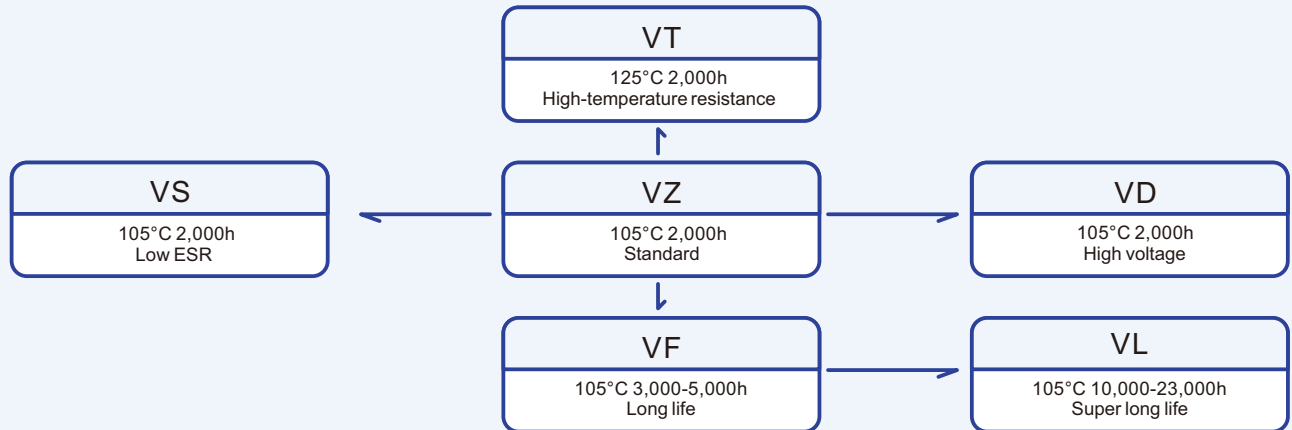 VT
125°C 2,000h
High-temperature resistance
VS
105°C 2,000h
Low ESR
VZ
105°C 2,000h
Standard
VD
105°C 2,000h
High voltage
VF
105°C 3,000-5,000h
Long life
VL
105°C 10,000-23,000h
Super long life